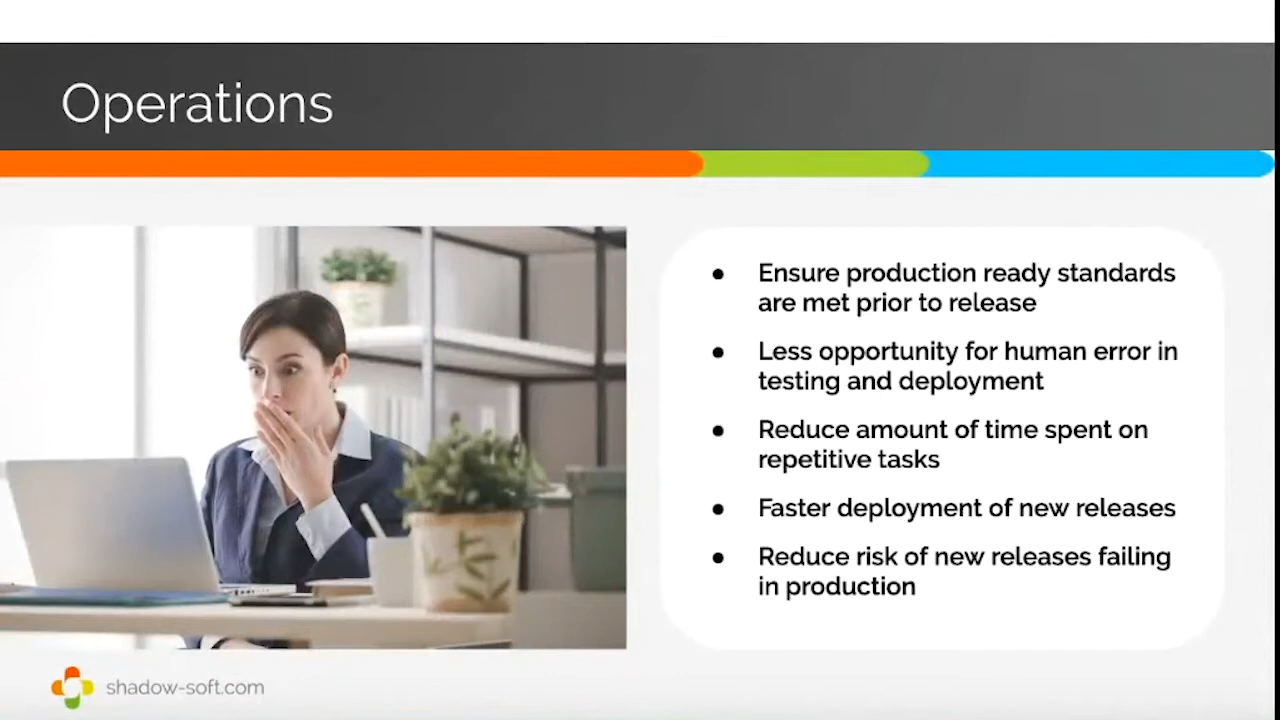 Operations
● Ensure production ready standards
are met prior to release
● Less opportunity for human error in
testing and deployment
● Reduce amount of time spent on
repetitive tasks
● Faster deployment of new releases
● Reduce risk of new releases failing
in production
shadow-soft.com